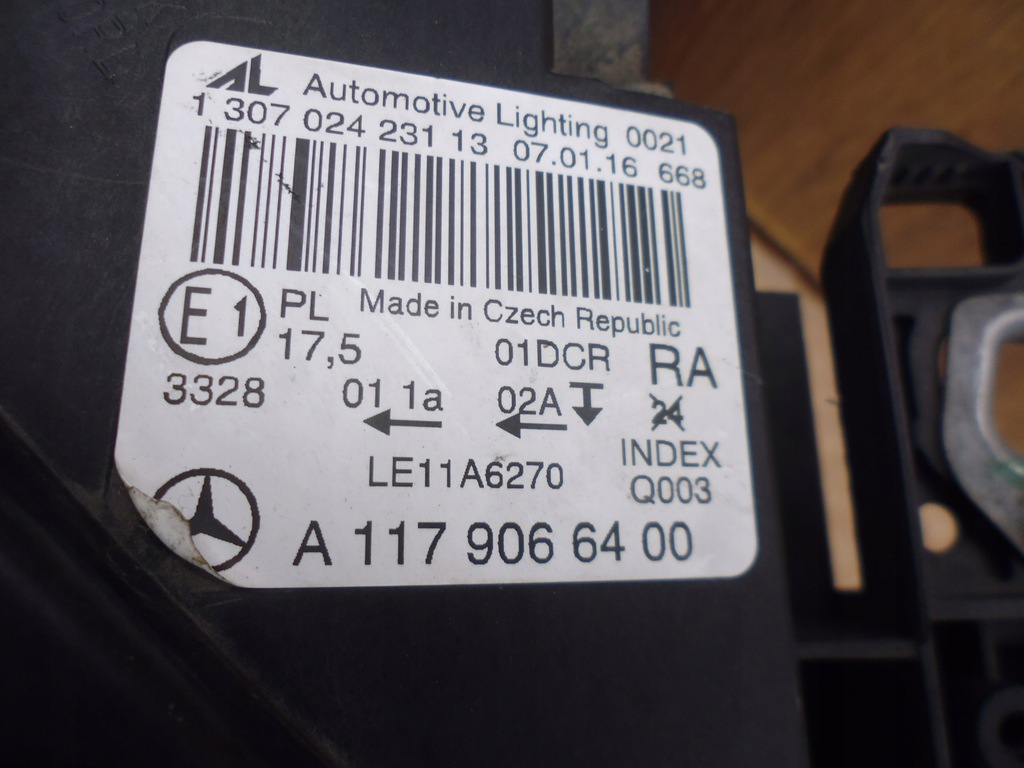 AL Automotive Lighting 0021
1 307 024 231 13 07.01.16 668
E1 PL Made in Czech Republic
17,5 01DCR RA
3328 01 1a 02A 24
LE11A6270 INDEX
Q003
A 117 906 64 00